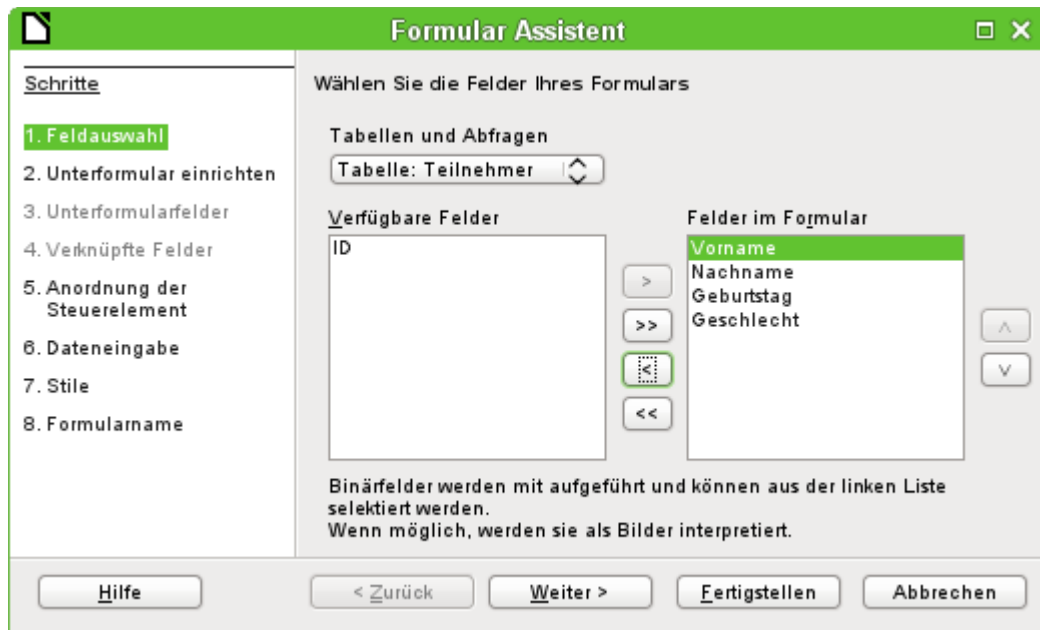 Formular Assistent
Schritte
1. Feldauswahl
2. Unterformular einrichten
3. Unterformularfelder
4. Verknüpfte Felder
5. Anordnung der
Steuerelement
6. Dateneingabe
7. Stile
8. Formularname
Wählen Sie die Felder Ihres Formulars
Tabellen und Abfragen
Tabelle: Teilnehmer
Verfügbare Felder
ID
>
>>
<
<<
Felder im Formular
Vorname
Nachname
Geburtstag
Geschlecht
Binärfelder werden mit aufgeführt und können aus der linken Liste
selektiert werden.
Wenn möglich, werden sie als Bilder interpretiert.
Hilfe
< Zurück
Weiter >
Fertigstellen
Abbrechen